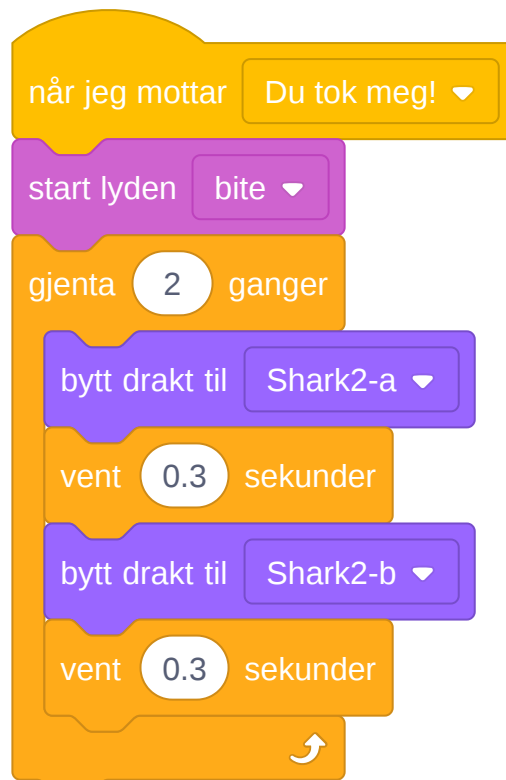 når jeg mottar Du tok meg!
start lyden bite
gjenta 2 ganger
bytt drakt til Shark2-a
vent 0.3 sekunder
bytt drakt til Shark2-b
vent 0.3 sekunder